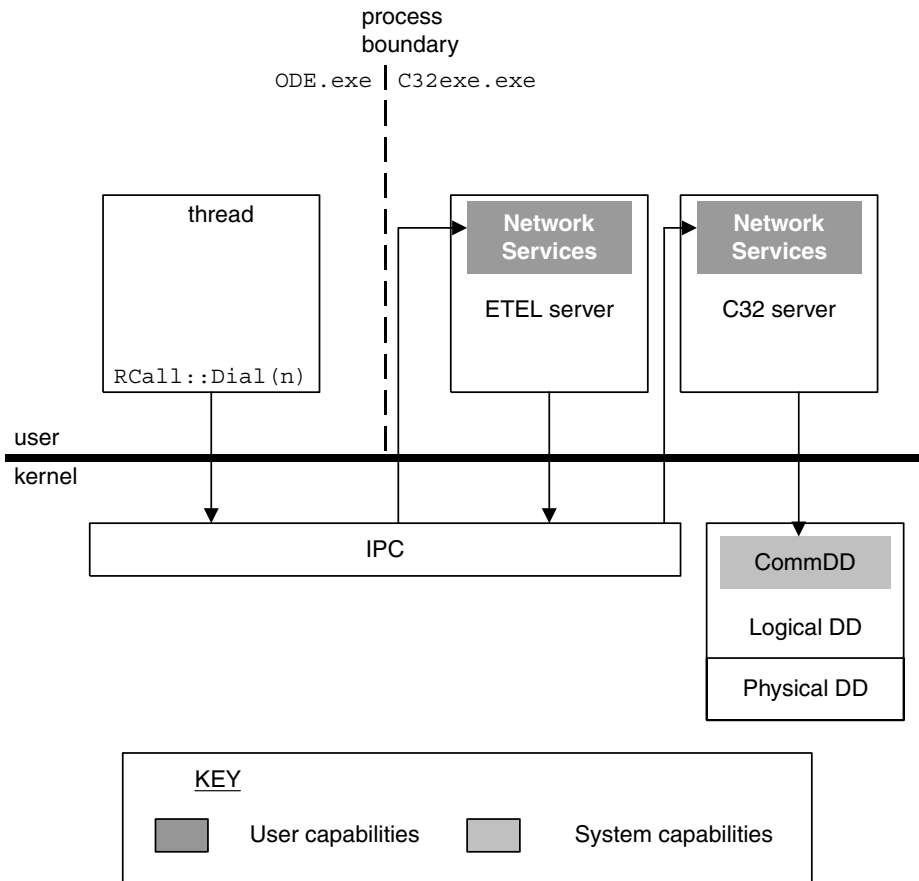 process
boundary
ODE.exe
C32exe.exe
thread
RCall::Dial(n)
Network
Services
ETEL server
Network
Services
C32 server
user
kernel
IPC
CommDD
Logical DD
Physical DD
KEY
User capabilities
System capabilities